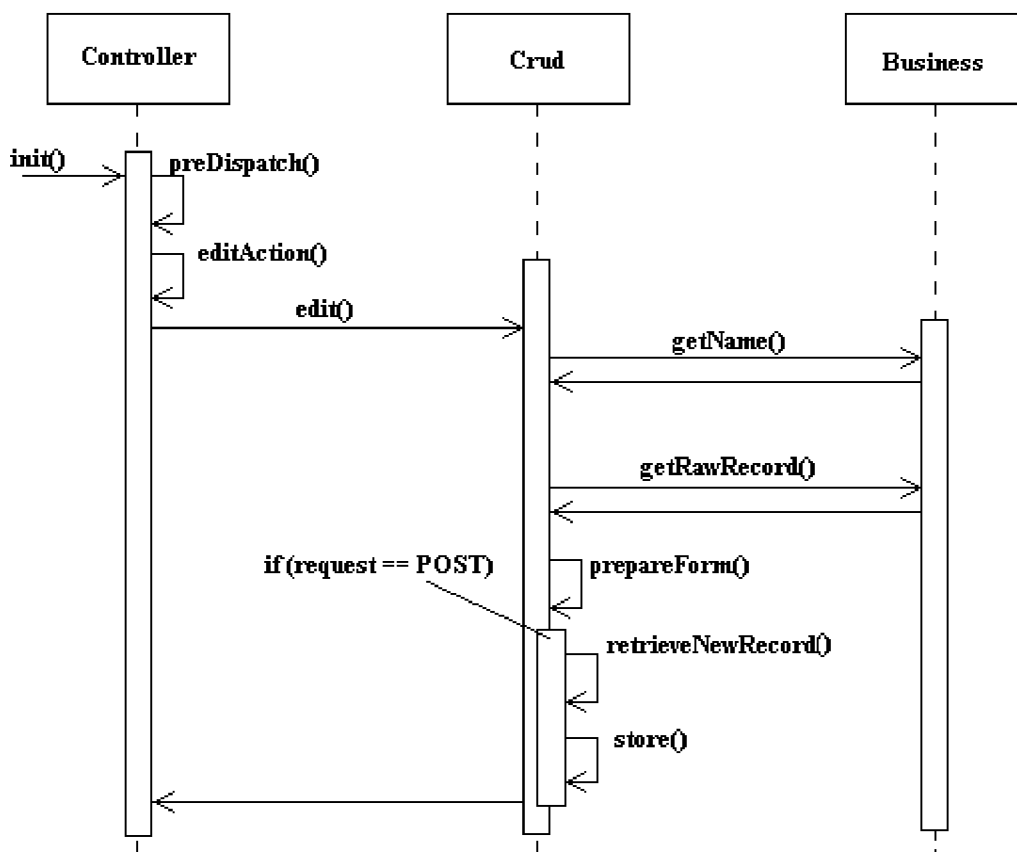 Controller
Crud
Business
init()
preDispatch()
editAction()
edit()
getName()
getRawRecord()
if (request == POST)
prepareForm()
retrieveNewRecord()
store()